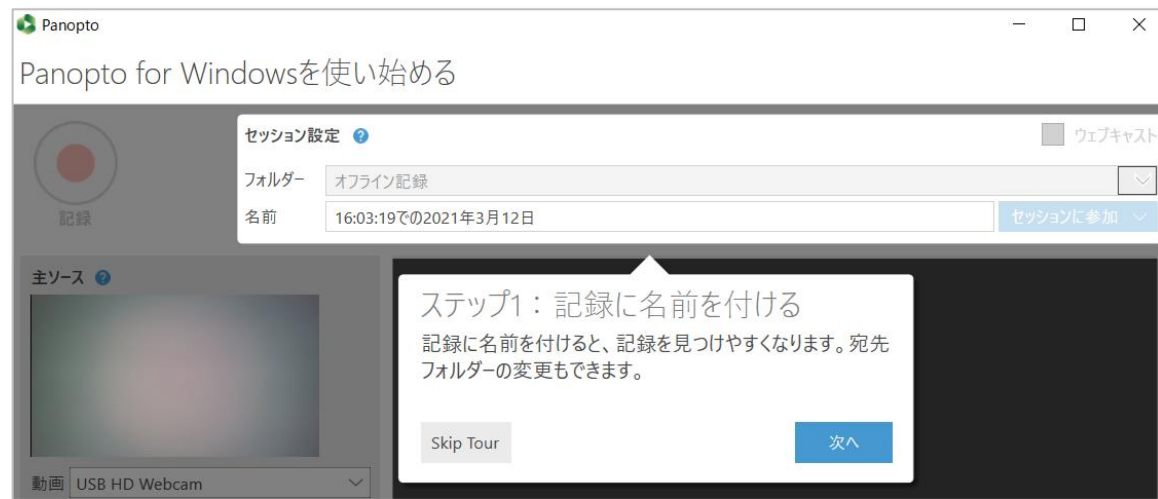 Panopto
Panopto for Windowsを使い始める
セッション設定
ウェブキャスト
フォルダー オフライン記録
記録
名前 16:03:19での2021年3月12日 セッションに参加
主ソース
ステップ1：記録に名前を付ける
記録に名前を付けると、記録を見つけやすくなります。宛先
フォルダーの変更もできます。
Skip Tour 次へ
動画 USB HD Webcam